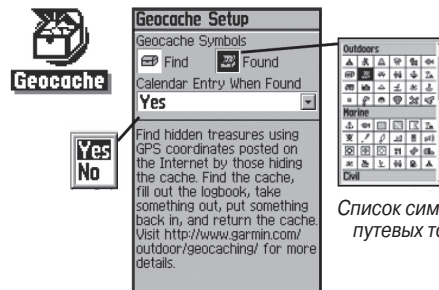 Geocache Setup
Geocache Symbols
Find
Found
Calendar Entry When Found
Yes
Geocache
Yes
No
Find hidden treasures using
GPS coordinates posted on
the Internet by those hiding
the cache. Find the cache,
fill out the logbook, take
something out, put something
back in, and return the cache.
Visit http://www.garmin.com/
outdoor/geocaching/ for more
details.
Outdoors
Marine
Civil
Список сим
путевых то